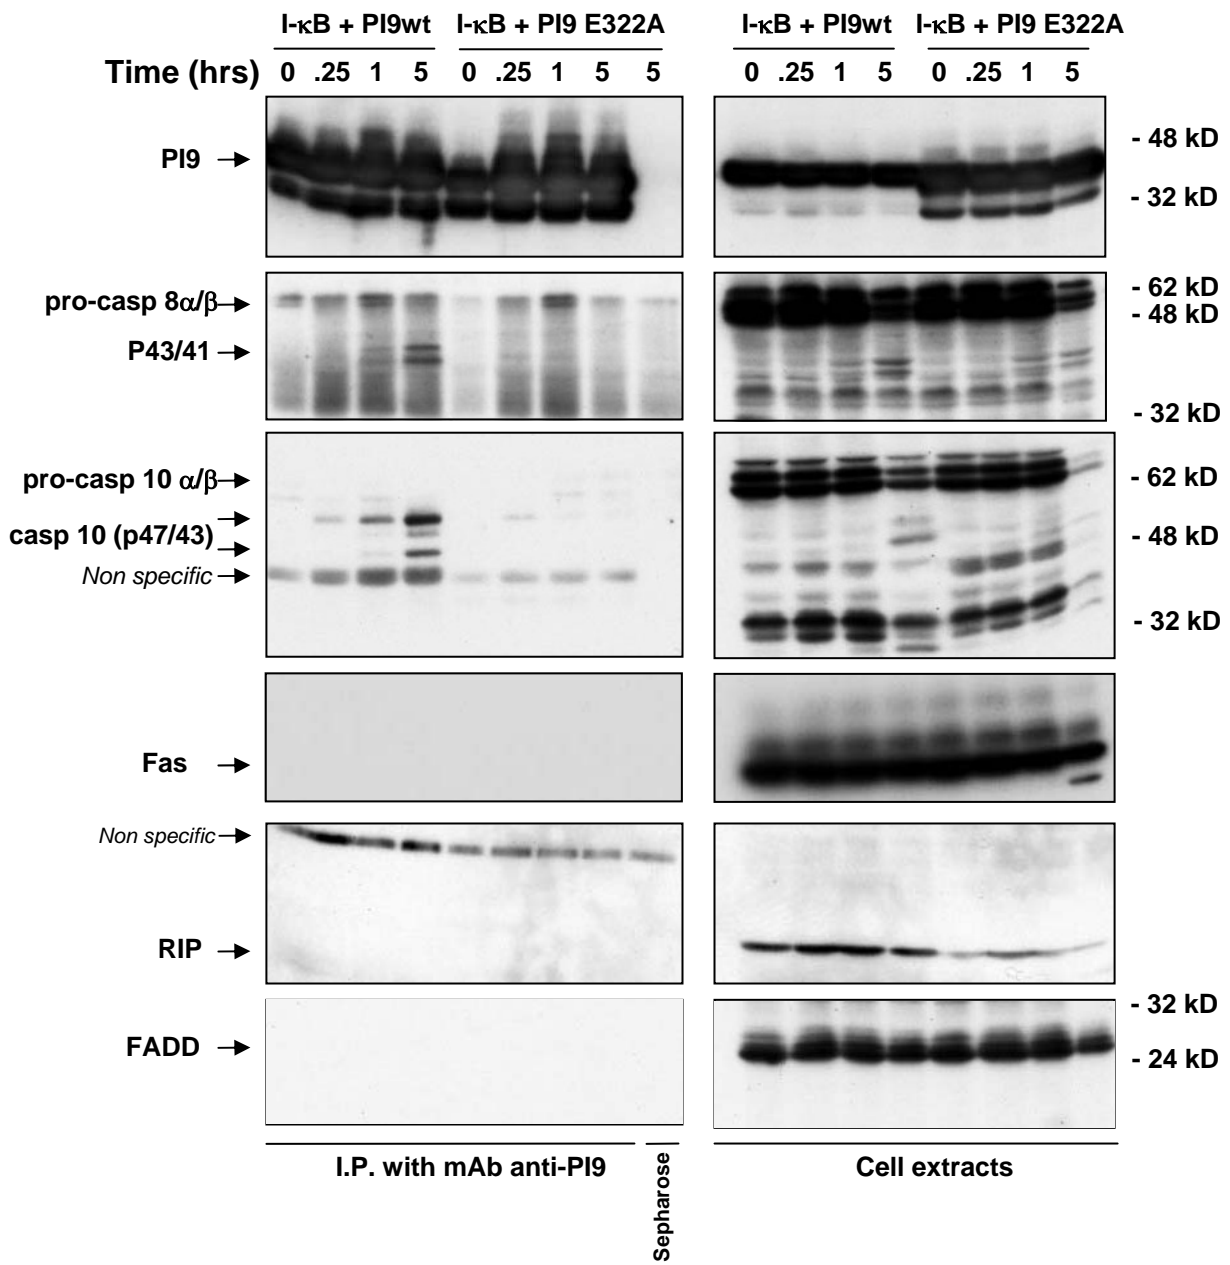 I-κB + PI9wt I-κB + PI9 E322A I-κB + PI9wt I-κB + PI9 E322A
Time (hrs) 0 .25 1 5 0 .25 1 5 5 0 .25 1 5 0 .25 1 5
PI9
- 48 kD
- 32 kD
pro-casp 8α/β
P43/41
- 62 kD
- 48 kD
- 32 kD
pro-casp 10 α/β
casp 10 (p47/43)
Non specific
- 62 kD
- 48 kD
- 32 kD
Fas
Non specific
RIP
FADD
- 32 kD
- 24 kD
I.P. with mAb anti-PI9
Sepharose
Cell extracts